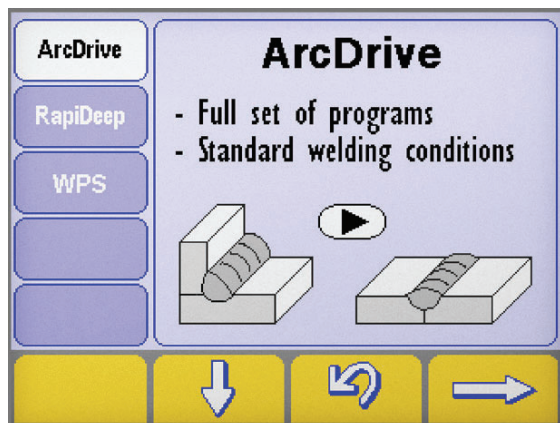 ArcDrive
RapiDeep
WPS
ArcDrive
- Full set of programs
- Standard welding conditions